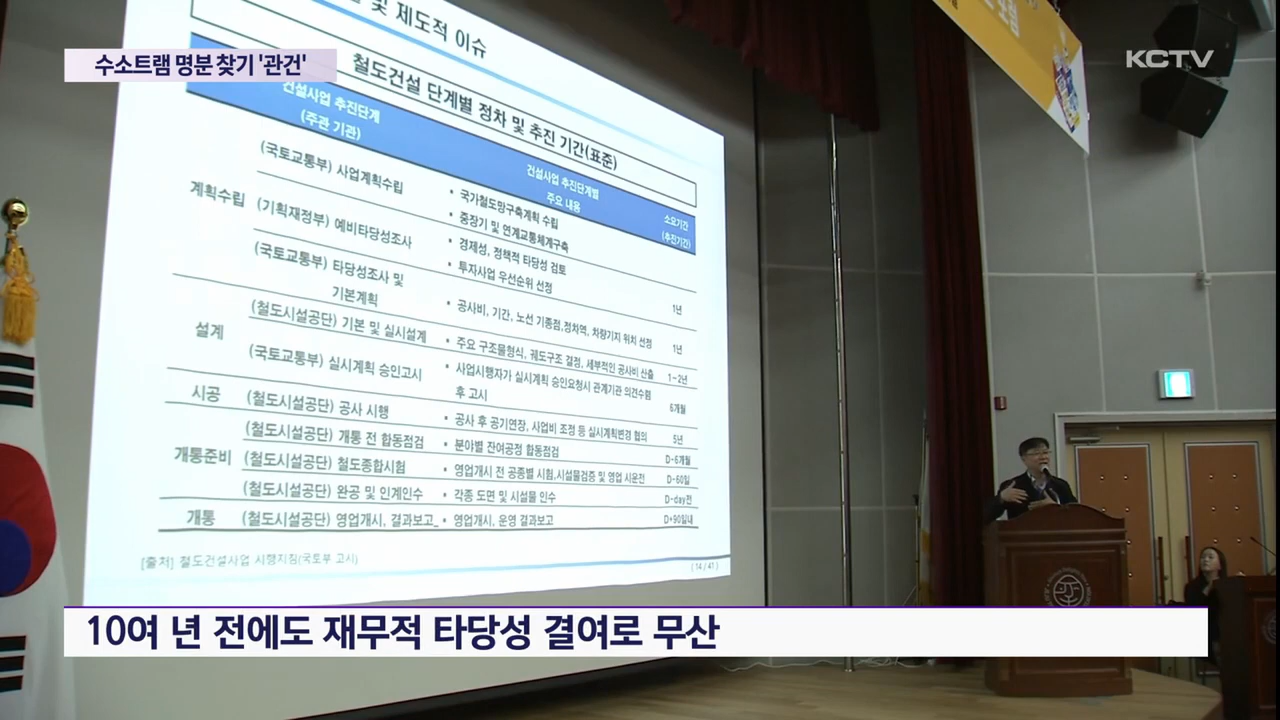 수소트램 명분 찾기 '관건'
KCTV
및 제도적 이슈
철도건설 단계별 정차 및 추진 기간(표준)
건설사업 추진단계
(주관 기관)
건설사업 추진단계별
주요 내용
소요기간
(추진기간)
계획수립
(국토교통부) 사업계획수립
• 국가철도망구축계획 수립
• 중장기 및 연계교통체계구축
(기획재정부) 예비타당성조사
• 경제성, 정책적 타당성 검토
• 투자사업 우선순위 선정
1년
(국토교통부) 타당성조사 및
기본계획
• 공사비, 기간, 노선 기종점,정차역, 차량기지 위치 선정
1년
설계
(철도시설공단) 기본 및 실시설계
• 주요 구조물형식, 궤도구조 결정, 세부적인 공사비 산출
1~2년
(국토교통부) 실시계획 승인고시
• 사업시행자가 실시계획 승인요청시 관계기관 의견수렴
후 고시
6개월
시공
(철도시설공단) 공사 시행
• 공사 후 공기연장, 사업비 조정 등 실시계획변경 협의
5년
개통준비
(철도시설공단) 개통 전 합동점검
• 분야별 잔여공정 합동점검
D-6개월
(철도시설공단) 철도종합시험
• 영업개시 전 공종별 시험,시설물검증 및 영업 시운전
D-60일
(철도시설공단) 완공 및 인계인수
• 각종 도면 및 시설물 인수
D-day전
개통
(철도시설공단) 영업개시, 결과보고_
• 영업개시, 운영 결과보고
D+90일내
[출처] 철도건설사업 시행지침(국토부 고시)
(14 / 41)
10여 년 전에도 재무적 타당성 결여로 무산